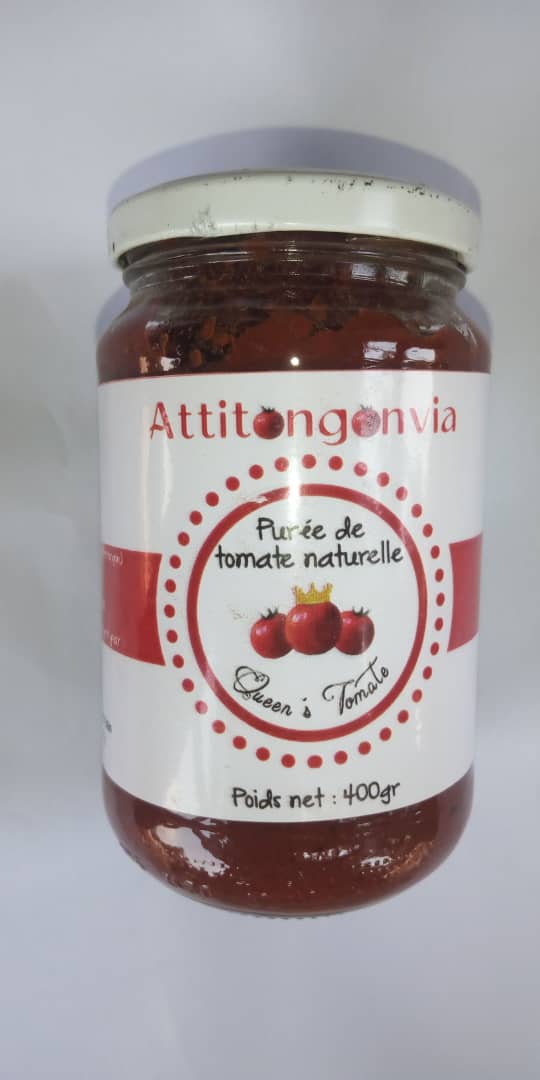 Attitongonvia
Purée de
tomate naturelle
Queen's Tomate
Poids net : 400gr